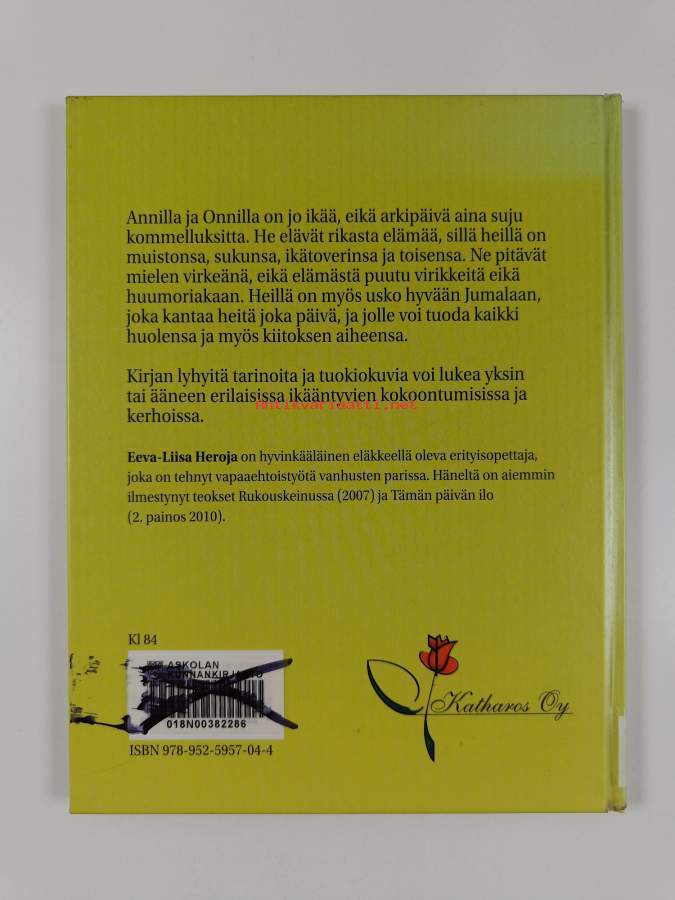 Annilla ja Onnilla on jo ikää, eikä arkipäivä aina suju
kommelluksitta. He elävät rikasta elämää, sillä heillä on
muistonsa, sukunsa, ikätoverinsa ja toisensa. Ne pitävät
mielen virkeänä, eikä elämästä puutu virikkeitä eikä
huumoriakaan. Heillä on myös usko hyvään Jumalaan,
joka kantaa heitä joka päivä, ja jolle voi tuoda kaikki
huolensa ja myös kiitoksen aiheensa.
Kirjan lyhyitä tarinoita ja tuokiokuvia voi lukea yksin
tai ääneen erilaisissa ikääntyvien kokoontumisissa ja
Antikvariaatti.net
kerhoissa.
Eeva-Liisa Heroja on hyvinkääläinen eläkkeellä oleva erityisopettaja,
joka on tehnyt vapaaehtoistyötä vanhusten parissa. Häneltä on aiemmin
ilmestynyt teokset Rukouskeinussa (2007) ja Tämän päivän ilo
(2. painos 2010).
Kl 84
ASKOLAN
KUNNANKIRJASTO
018N00382286
ISBN 978-952-5957-04-4
Katharos Oy